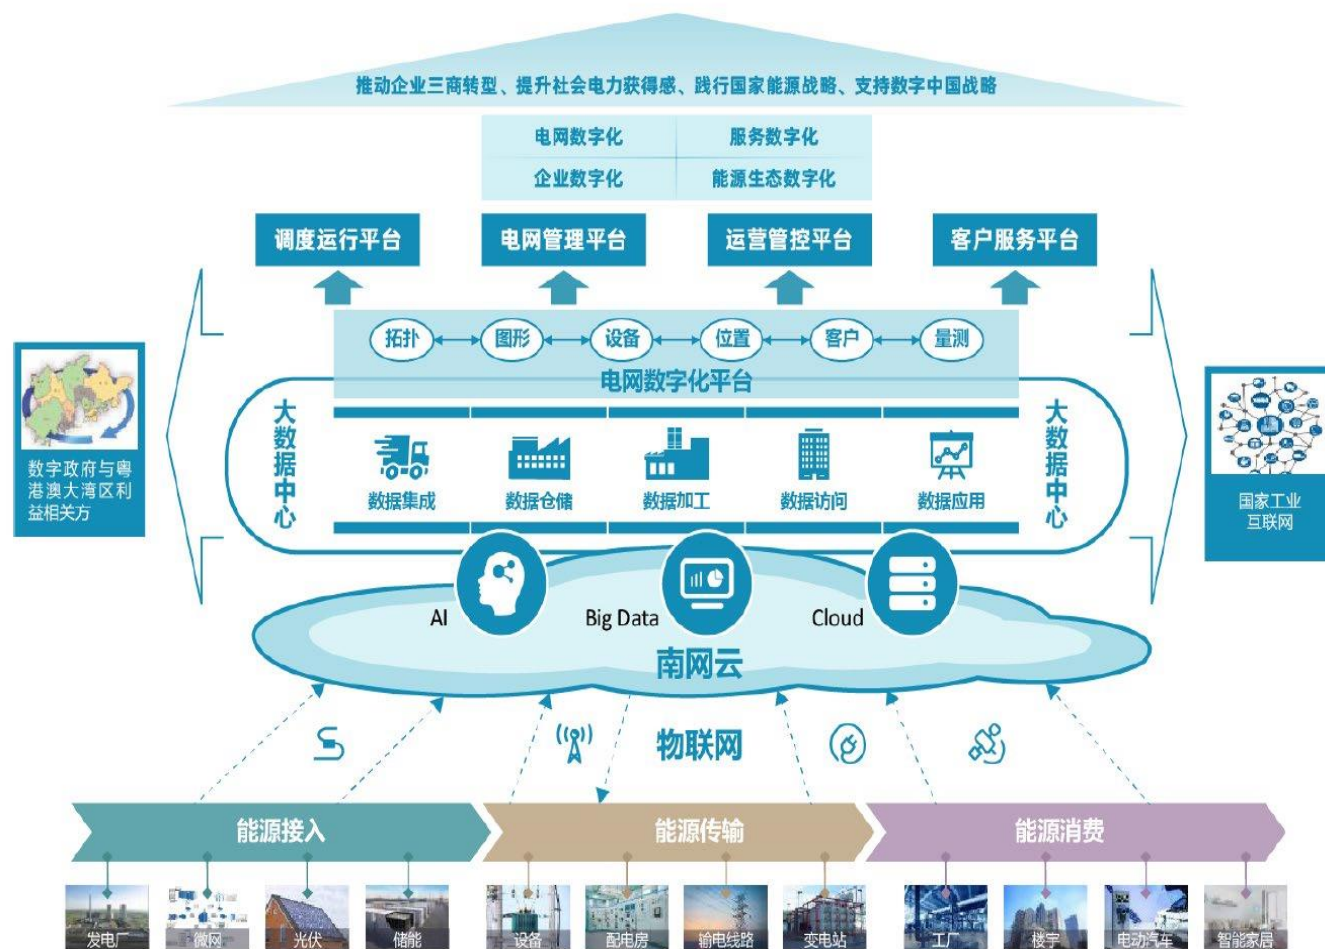 推动企业三商转型、提升社会电力获得感、践行国家能源战略、支持数字中国战略
电网数字化
服务数字化
企业数字化
能源生态数字化
调度运行平台
电网管理平台
运营管控平台
客户服务平台
拓扑
图形
设备
位置
客户
量测
电网数字化平台
数字政府与粤
港澳大湾区利
益相关方
大数据中心
数据集成
数据仓储
数据加工
数据访问
数据应用
大数据中心
国家工业
互联网
AI
Big Data
Cloud
南网云
物联网
能源接入
能源传输
能源消费
发电厂
微网
光伏
储能
设备
配电房
输电线路
变电站
工厂
楼宇
电动汽车
智能家居